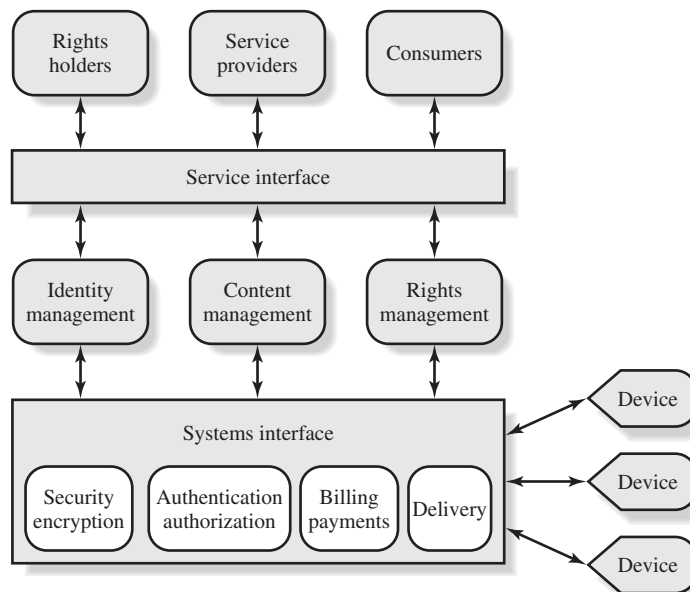 Rights
holders
Service
providers
Consumers
Service interface
Identity
management
Content
management
Rights
management
Systems interface
Security
encryption
Authentication
authorization
Billing
payments
Delivery
Device
Device
Device